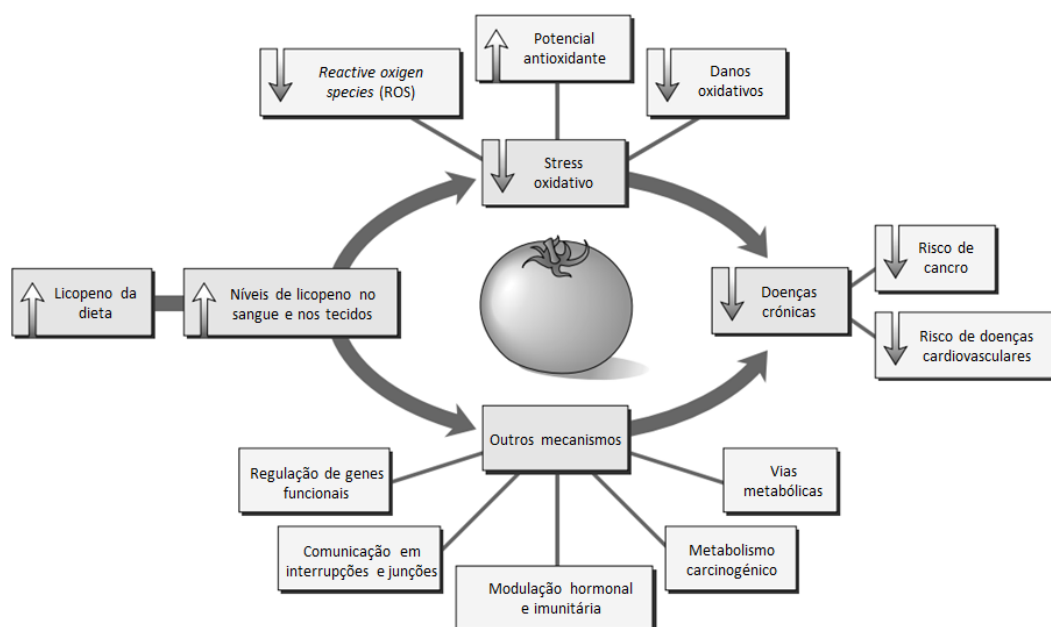 Potencial
antioxidante
Reactive oxigen
species (ROS)
Danos
oxidativos
Stress
oxidativo
Licopeno da
dieta
Níveis de licopeno no
sangue e nos tecidos
Doenças
crónicas
Risco de
cancro
Risco de doenças
cardiovasculares
Outros mecanismos
Regulação de genes
funcionais
Comunicação em
interrupções e junções
Modulação hormonal
e imunitária
Metabolismo
carcinogénico
Vias
metabólicas